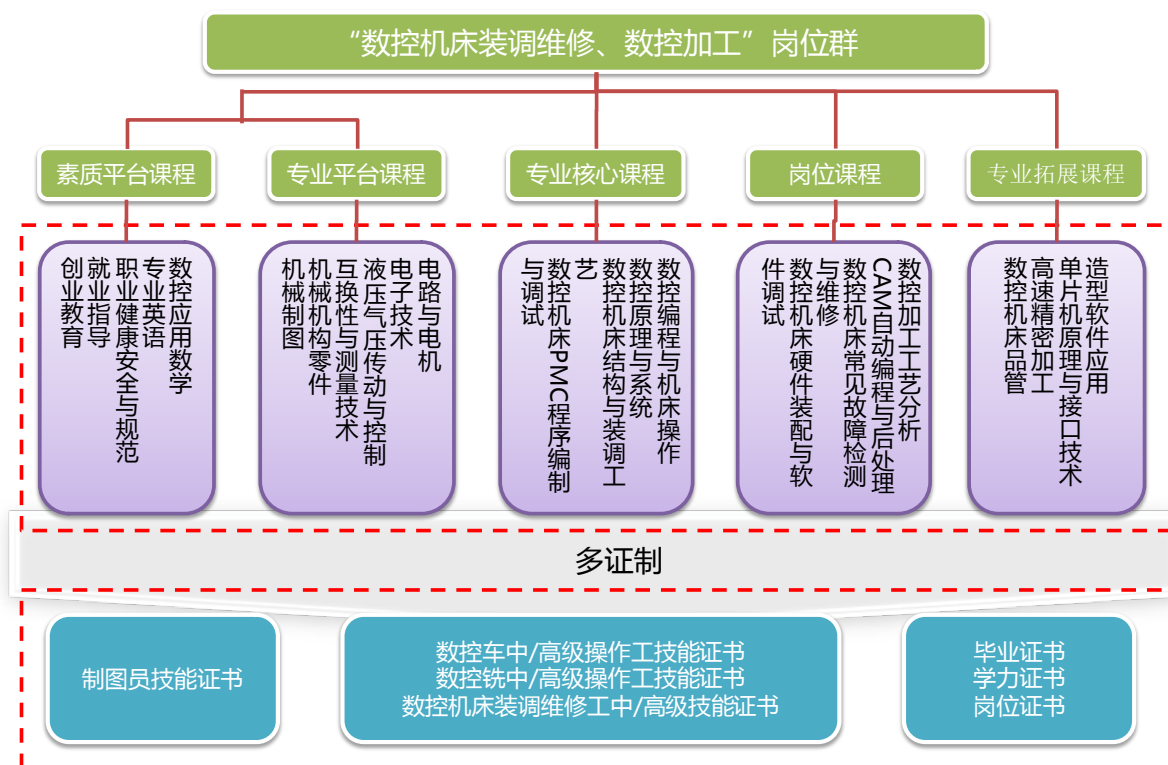 “数控机床装调维修、数控加工”岗位群
素质平台课程
专业平台课程
专业核心课程
岗位课程
专业拓展课程
数控应用数学
专业英语
职业健康安全与规范
就业指导
创业教育
电路与电机
电子技术
液压气压传动与控制
互换性与测量技术
机械机构零件
机械制图
数控编程与机床操作
数控原理与系统
数控机床结构与装调工
艺
数控机床PMC程序编制
与调试
数控加工工艺分析
CAM自动编程与后处理
数控机床常见故障检测
与维修
数控机床硬件装配与软
件调试
造型软件应用
单片机原理与接口技术
高速精密加工
数控机床品管
多证制
制图员技能证书
数控车中/高级操作工技能证书
数控铣中/高级操作工技能证书
数控机床装调维修工中/高级技能证书
毕业证书
学力证书
岗位证书